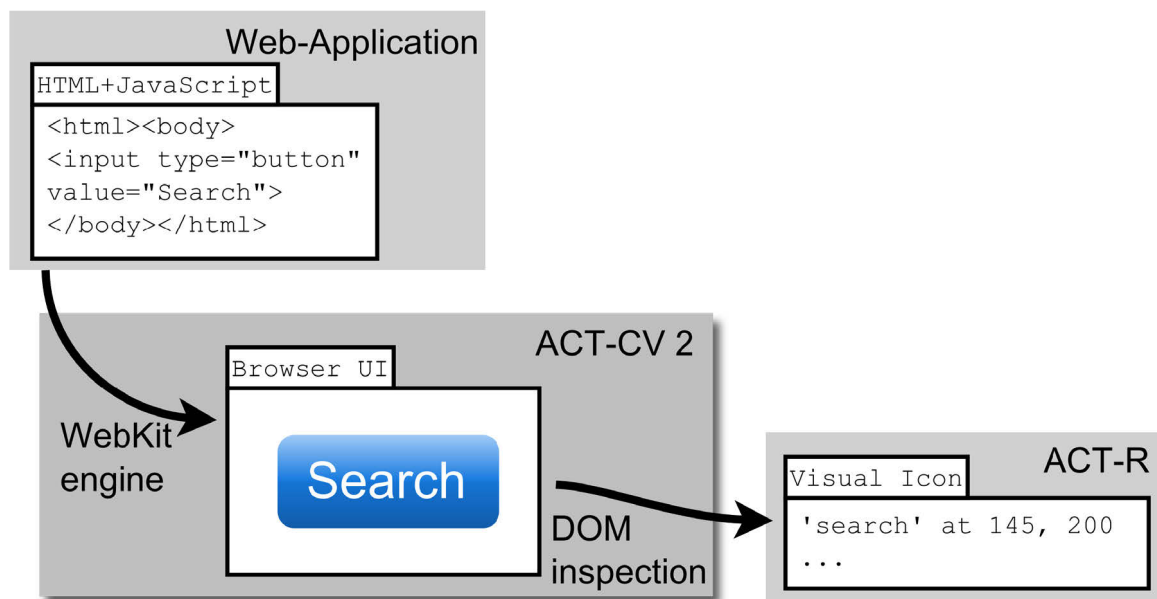 Web-Application
HTML+JavaScript
<html><body>
<input type="button"
value="Search">
</body></html>
ACT-CV 2
Browser UI
WebKit
engine
Search
DOM
inspection
ACT-R
Visual Icon
'search' at 145, 200
...